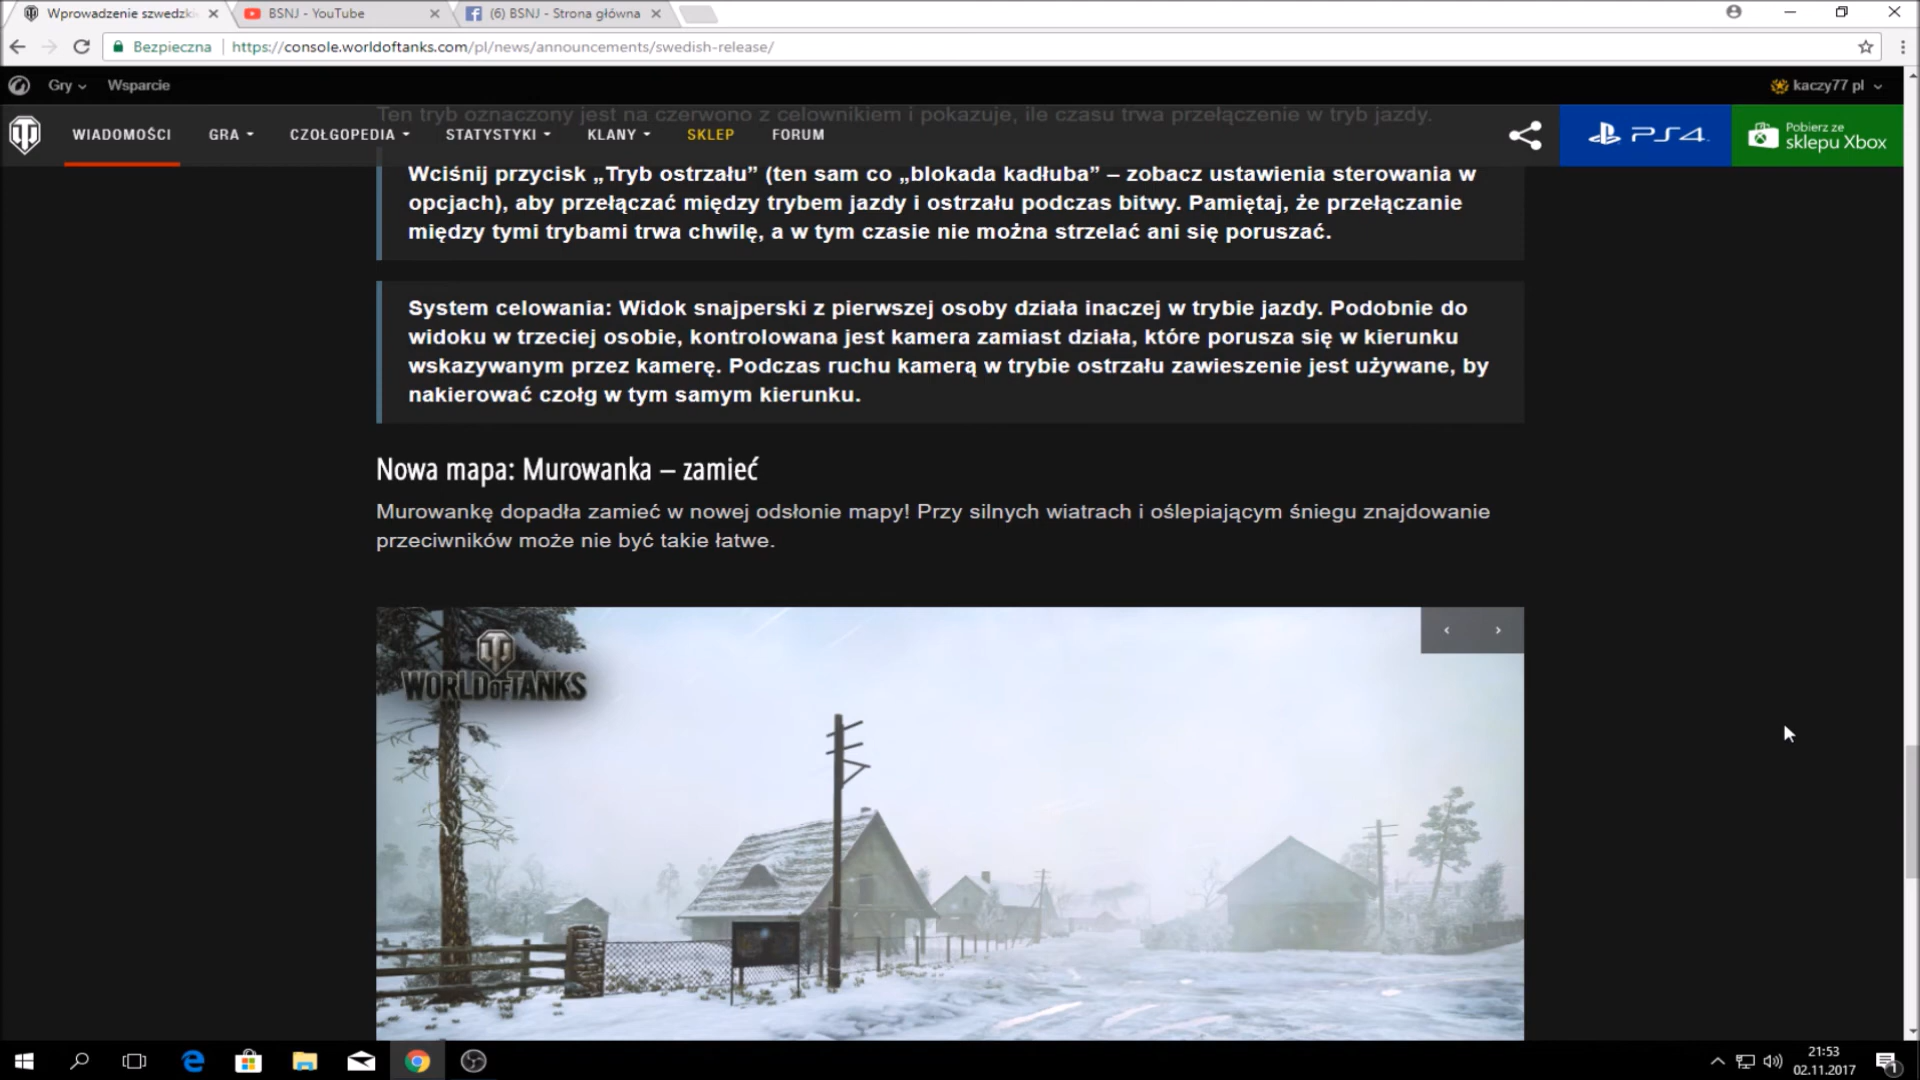 Wprowadzenie szwedzki
BSNJ - YouTube
(6) BSNJ - Strona główna
Bezpieczna
https://console.worldoftanks.com/pl/news/announcements/swedish-release/
Gry
Wsparcie
kaczy77 pl
Ten tryb oznaczony jest na czerwono z celownikiem i pokazuje, ile czasu trwa przełączenie w tryb jazdy.
WIADOMOŚCI
GRA
CZOŁGOPEDIA
STATYSTYKI
KLANY
SKLEP
FORUM
PS4
Pobierz ze
sklepu Xbox
Wciśnij przycisk „Tryb ostrzału” (ten sam co „blokada kadłuba” – zobacz ustawienia sterowania w
opcjach), aby przełączać między trybem jazdy i ostrzału podczas bitwy. Pamiętaj, że przełączanie
między tymi trybami trwa chwilę, a w tym czasie nie można strzelać ani się poruszać.
System celowania: Widok snajperski z pierwszej osoby działa inaczej w trybie jazdy. Podobnie do
widoku w trzeciej osobie, kontrolowana jest kamera zamiast działa, które porusza się w kierunku
wskazywanym przez kamerę. Podczas ruchu kamerą w trybie ostrzału zawieszenie jest używane, by
nakierować czołg w tym samym kierunku.
Nowa mapa: Murowanka – zamieć
Murowankę dopadła zamieć w nowej odsłonie mapy! Przy silnych wiatrach i oślepiającym śniegu znajdowanie
przeciwników może nie być takie łatwe.
WORLD OF TANKS
21:53
02.11.2017
1